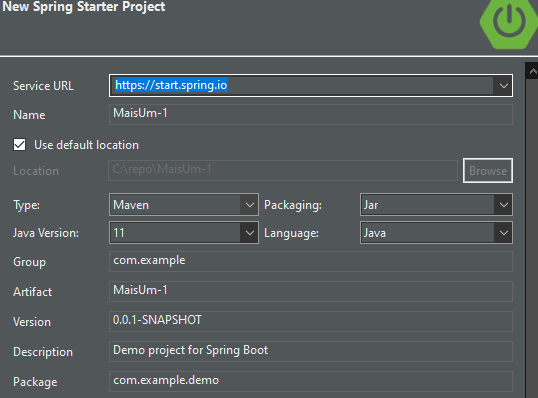 New Spring Starter Project
Service URL https://start.spring.io
Name MaisUm-1
Use default location
Location C:\repo\MaisUm-1 Browse
Type: Maven Packaging: Jar
Java Version: 11 Language: Java
Group com.example
Artifact MaisUm-1
Version 0.0.1-SNAPSHOT
Description Demo project for Spring Boot
Package com.example.demo